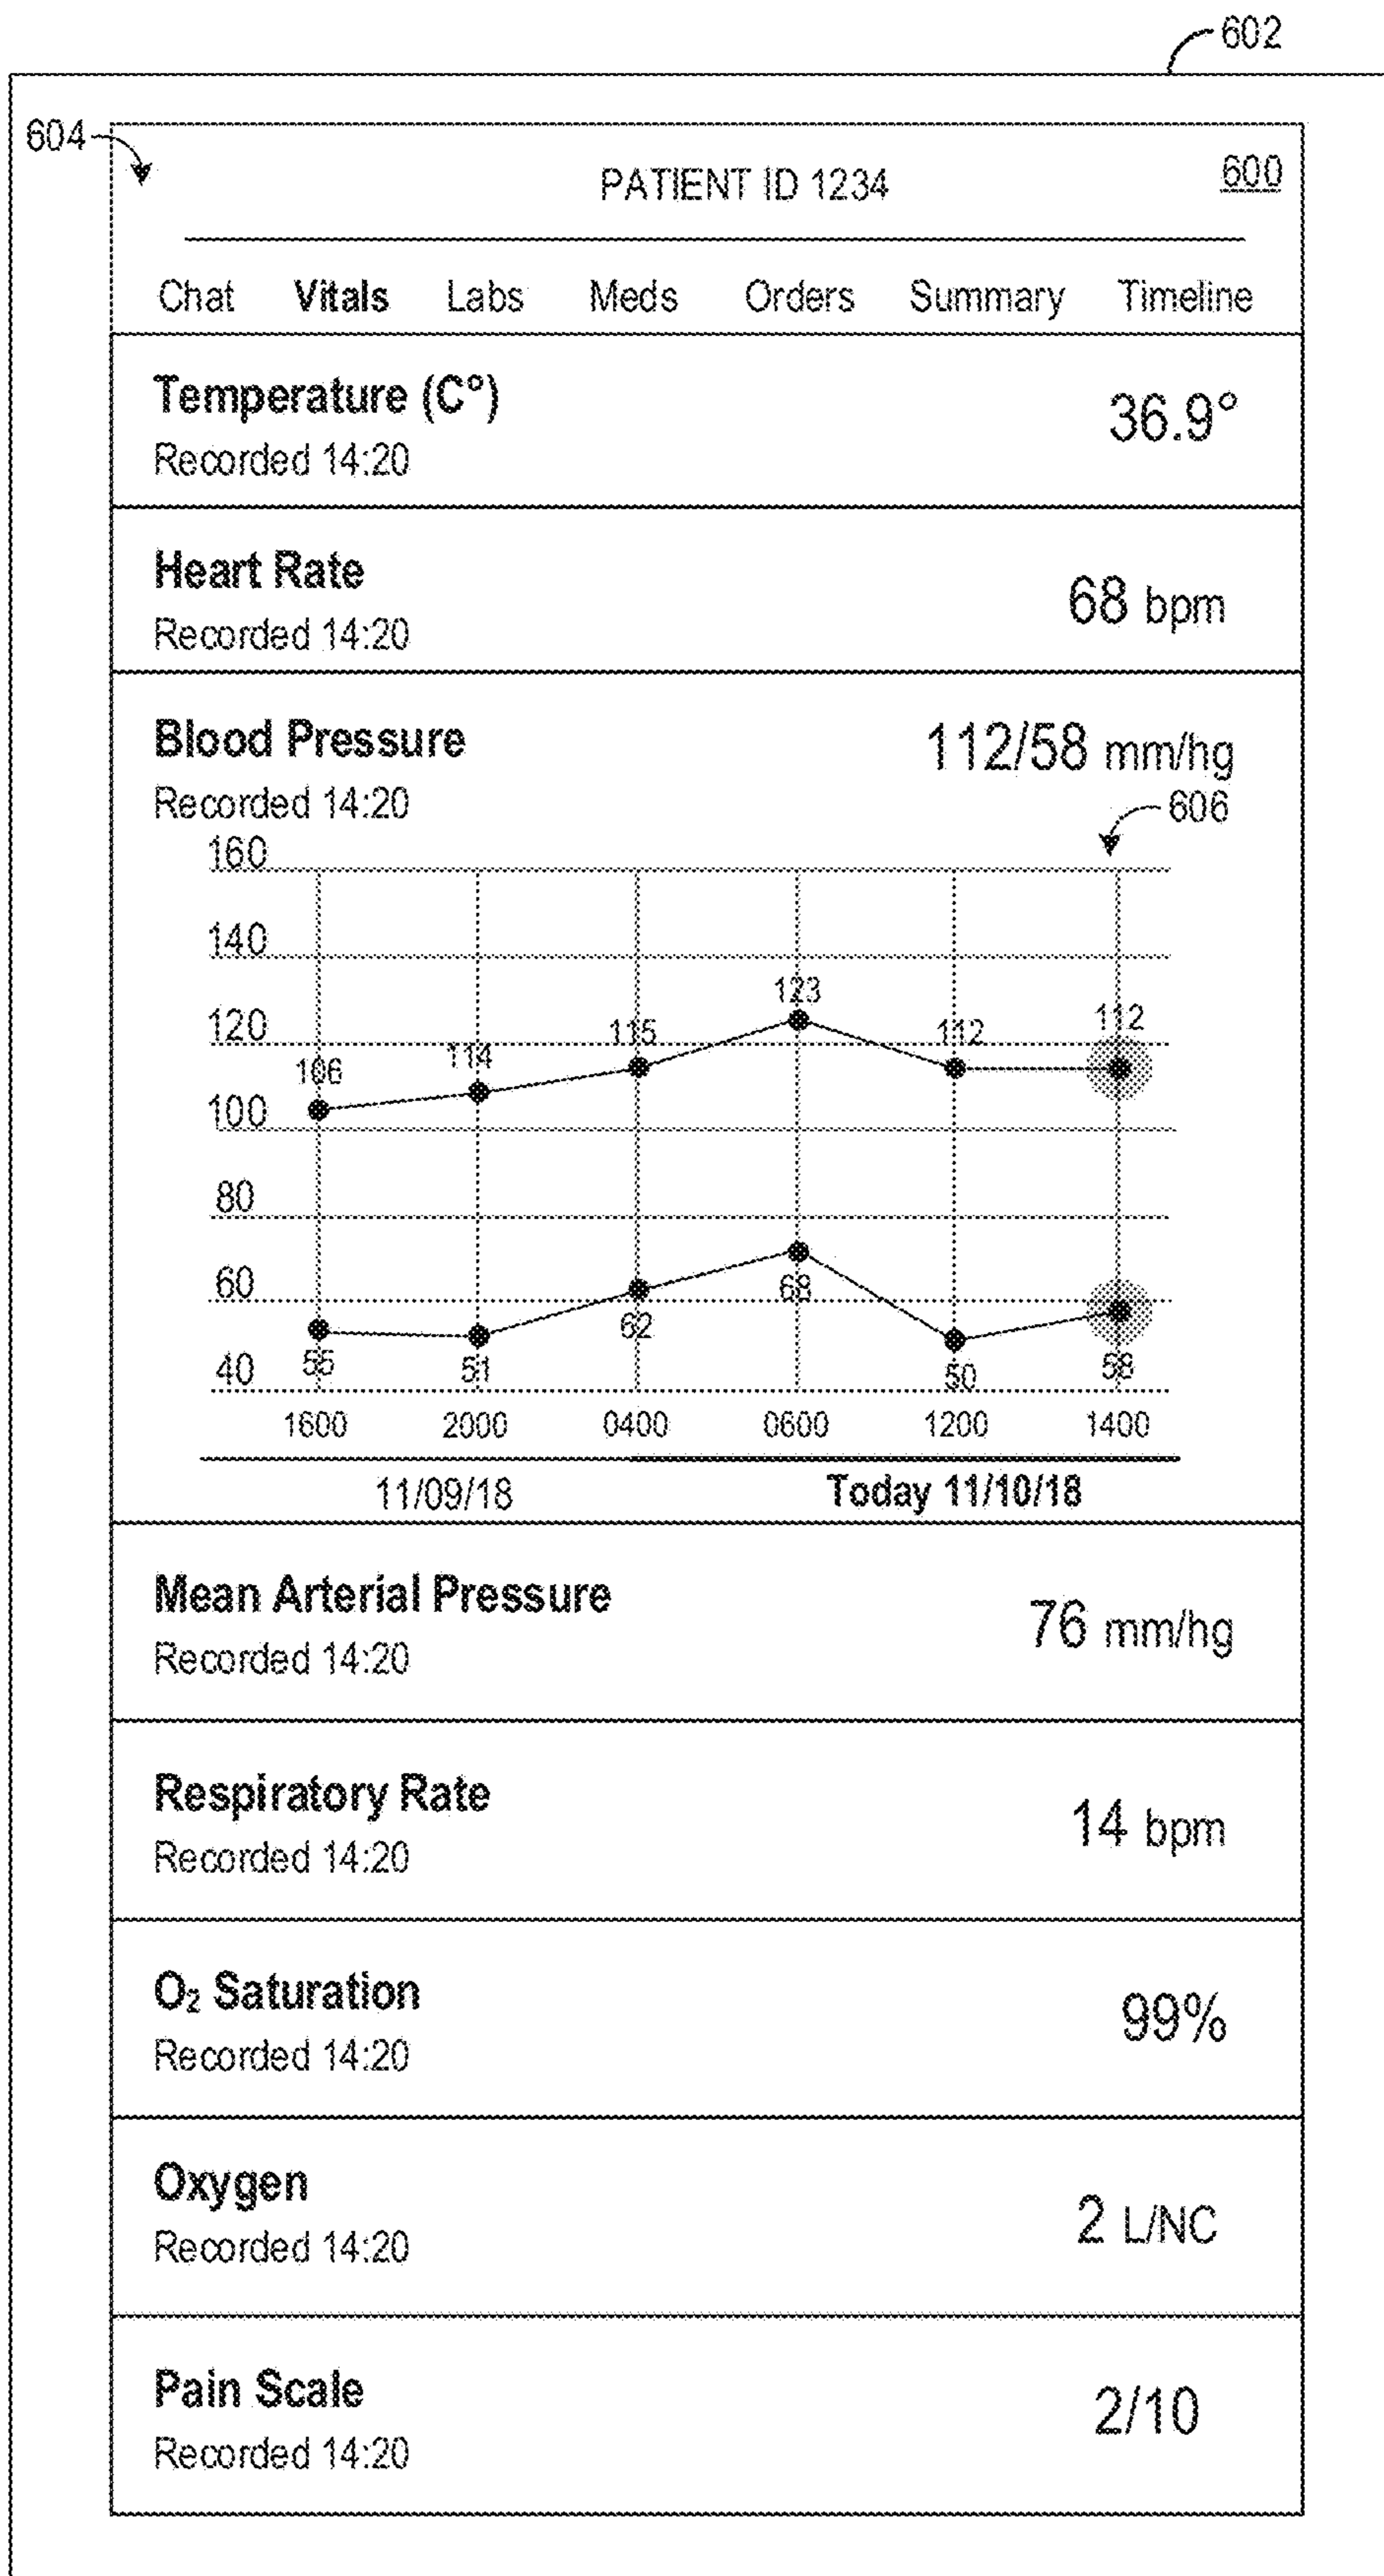 602
604
PATIENT ID 1234
600
Chat Vitals Labs Meds Orders Summary Timeline
Temperature (C°)
36.9°
Recorded 14:20
Heart Rate
68 bpm
Recorded 14:20
Blood Pressure
112/58 mm/hg
Recorded 14:20
606
160
140
123
120
106 114 115 112 112
100
80
60
68
62
55 51 50 58
40
1600 2000 0400 0600 1200 1400
11/09/18 Today 11/10/18
Mean Arterial Pressure
76 mm/hg
Recorded 14:20
Respiratory Rate
14 bpm
Recorded 14:20
O₂ Saturation
99%
Recorded 14:20
Oxygen
2 L/NC
Recorded 14:20
Pain Scale
2/10
Recorded 14:20